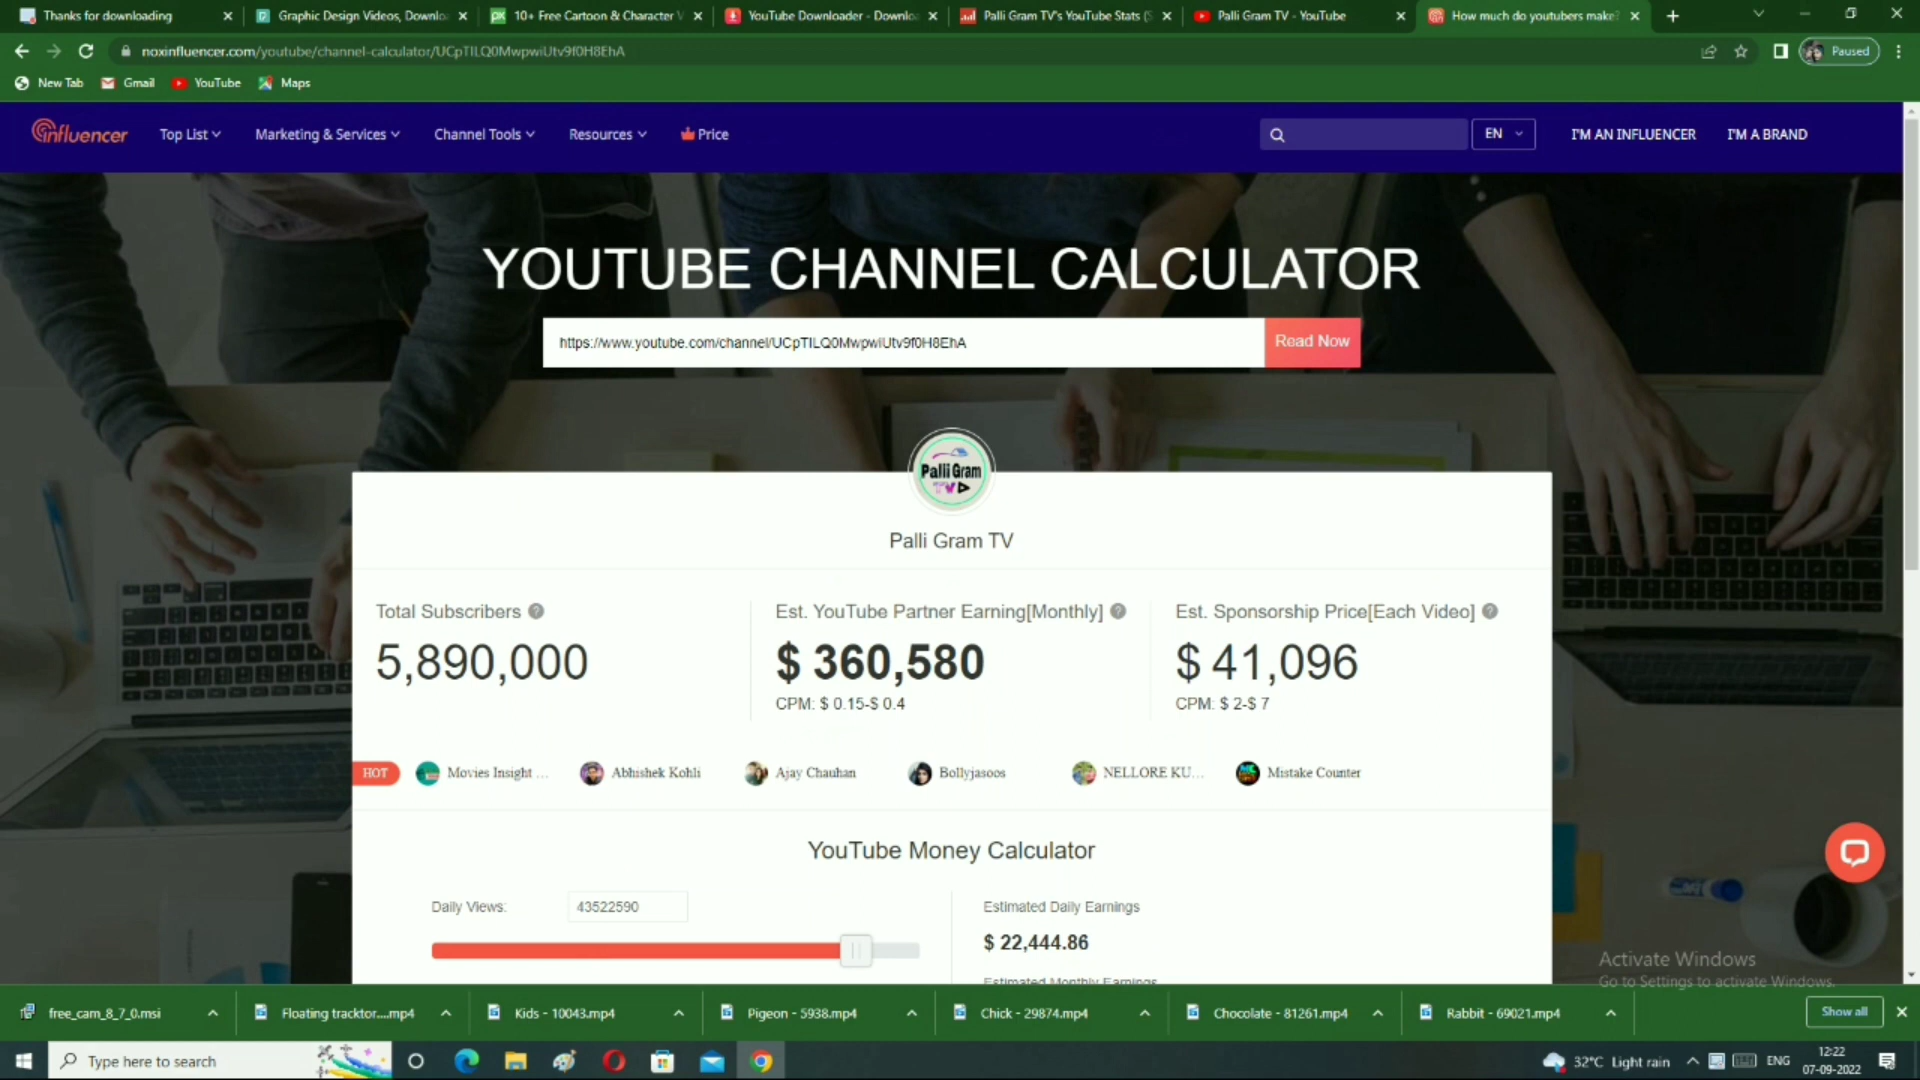 Thanks for downloading
Graphic Design Videos, Downlo
10+ Free Cartoon & Character V
YouTube Downloader - Downlo
Palli Gram TV's YouTube Stats (S
Palli Gram TV - YouTube
How much do youtubers make?
noxinfluencer.com/youtube/channel-calculator/UCpTILQ0MwpwiUtv9f0H8EhA
Paused
New Tab
Gmail
YouTube
Maps
influencer
Top List
Marketing & Services
Channel Tools
Resources
Price
EN
I'M AN INFLUENCER
I'M A BRAND
YOUTUBE CHANNEL CALCULATOR
https://www.youtube.com/channel/UCpTILQ0MwpwiUtv9f0H8EhA
Read Now
Palli Gram
TV
Palli Gram TV
Total Subscribers
5,890,000
Est. YouTube Partner Earning[Monthly]
$ 360,580
CPM: $ 0.15-$ 0.4
Est. Sponsorship Price[Each Video]
$ 41,096
CPM: $ 2-$ 7
HOT
Movies Insight ...
Abhishek Kohli
Ajay Chauhan
Bollyjasoos
NELLORE KU...
Mistake Counter
YouTube Money Calculator
Daily Views:
43522590
Estimated Daily Earnings
$ 22,444.86
Estimated Monthly Earnings
Activate Windows
Go to Settings to activate Windows.
free_cam_8_7_0.msi
Floating tracktor....mp4
Kids - 10043.mp4
Pigeon - 5938.mp4
Chick - 29874.mp4
Chocolate - 81261.mp4
Rabbit - 69021.mp4
Show all
Type here to search
32°C Light rain
ENG
12:22
07-09-2022